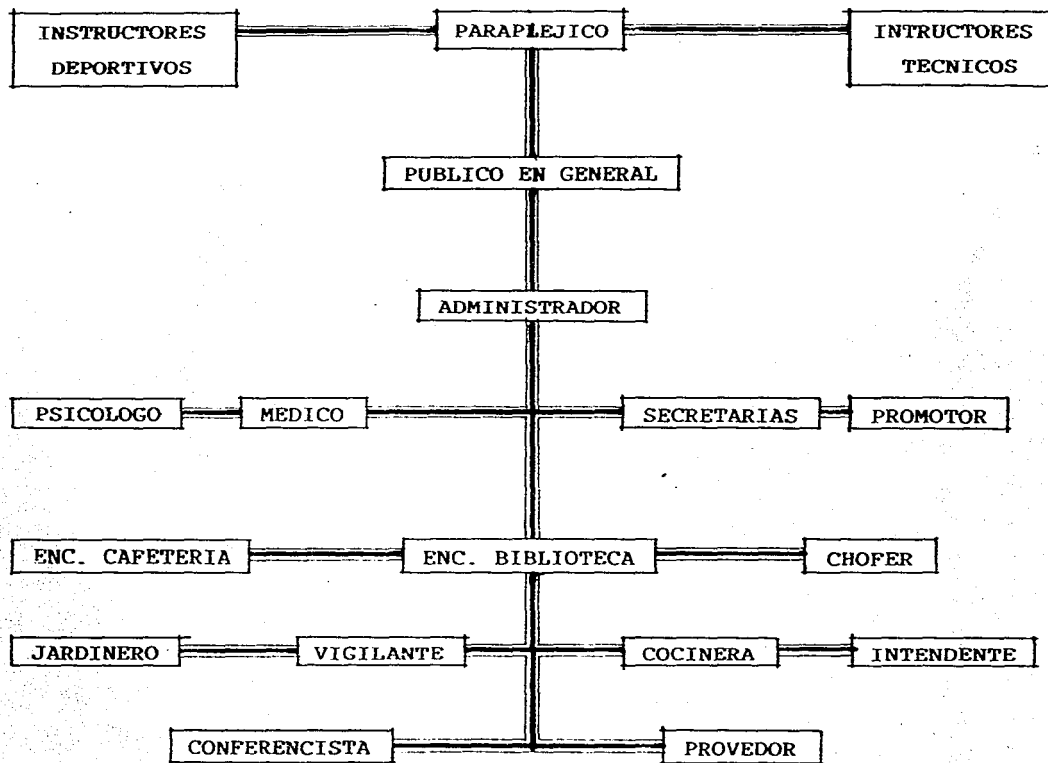 INSTRUCTORES
DEPORTIVOS
PARAPLEJICO
INTRUCTORES
TECNICOS
PUBLICO EN GENERAL
ADMINISTRADOR
PSICOLOGO
MEDICO
SECRETARIAS
PROMOTOR
ENC. CAFETERIA
ENC. BIBLIOTECA
CHOFER
JARDINERO
VIGILANTE
COCINERA
INTENDENTE
CONFERENCISTA
PROVEDOR